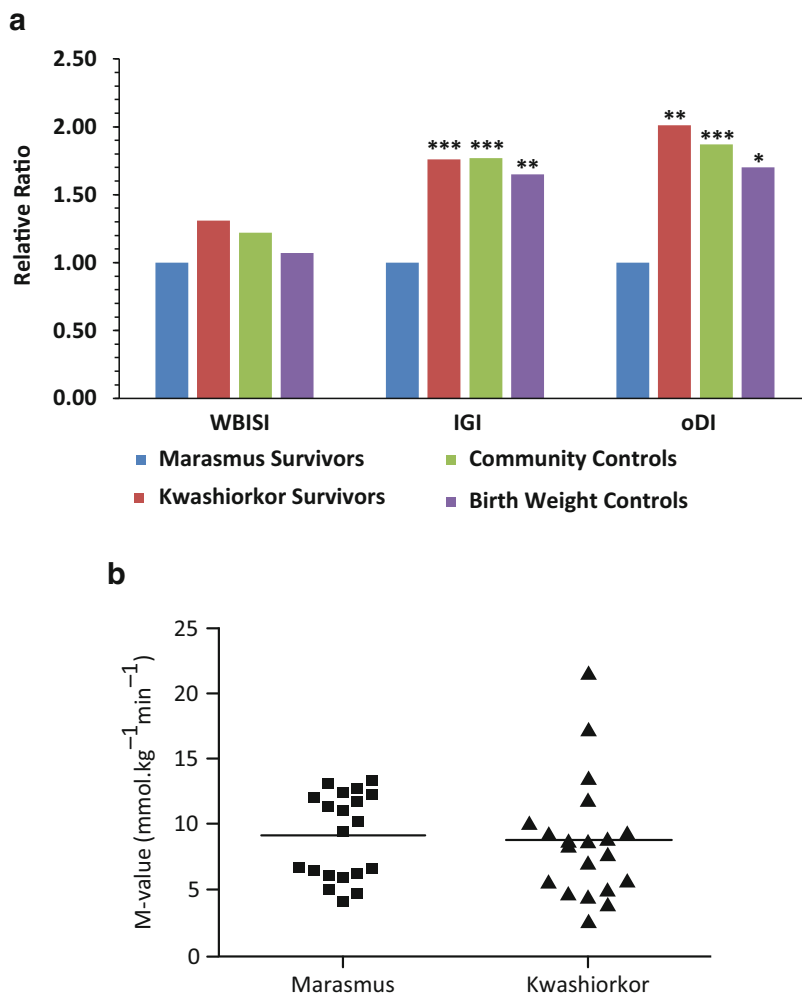 a
2.50
2.00
1.50
1.00
0.50
0.00
Relative Ratio
*** *** **
** *** *
WBISI IGI oDI
Marasmus Survivors Community Controls
Kwashiorkor Survivors Birth Weight Controls
b
25
20
15
10
5
0
M-value (mmol.kg⁻¹min⁻¹)
Marasmus Kwashiorkor